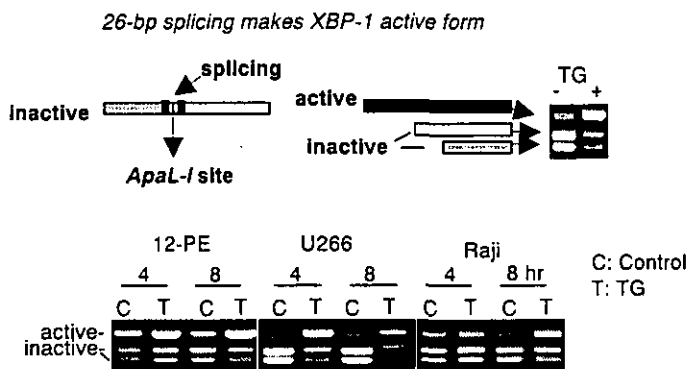 26-bp splicing makes XBP-1 active form
splicing
inactive
ApaL-I site
active
inactive
TG
- +
12-PE U266 Raji
4 8 4 8 4 8 hr
C T C T C T C T C T C T
active-
inactive-
C: Control
T: TG